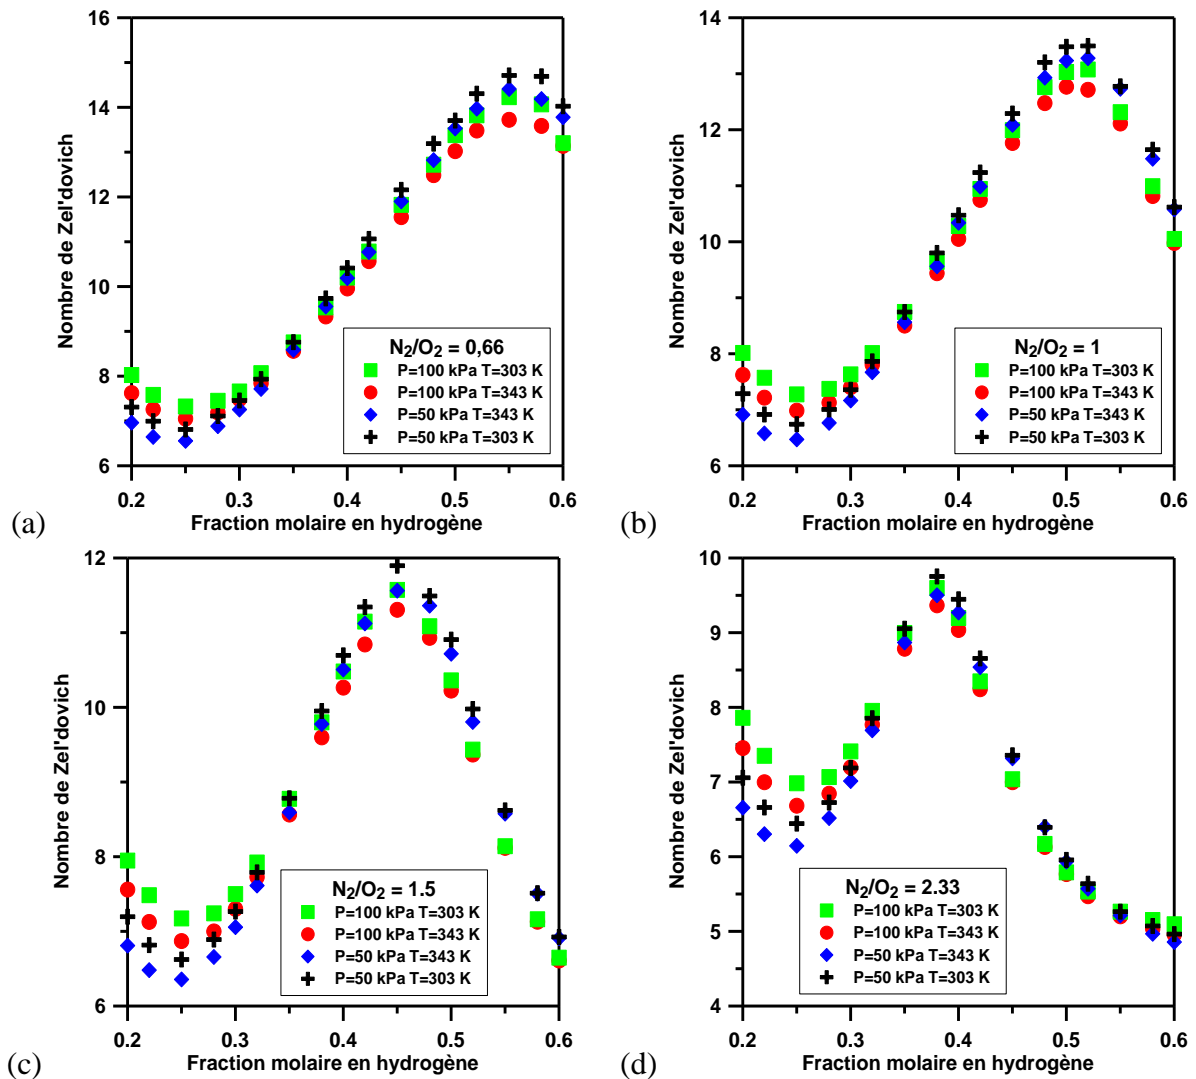 16
14
12
10
8
6
Nombre de Zel'dovich
N2/O2 = 0,66
P=100 kPa T=303 K
P=100 kPa T=343 K
P=50 kPa T=343 K
P=50 kPa T=303 K
0.2 0.3 0.4 0.5 0.6
Fraction molaire en hydrogène
(a)
14
12
10
8
6
Nombre de Zel'dovich
N2/O2 = 1
P=100 kPa T=303 K
P=100 kPa T=343 K
P=50 kPa T=343 K
P=50 kPa T=303 K
0.2 0.3 0.4 0.5 0.6
Fraction molaire en hydrogène
(b)
12
10
8
6
Nombre de Zel'dovich
N2/O2 = 1.5
P=100 kPa T=303 K
P=100 kPa T=343 K
P=50 kPa T=343 K
P=50 kPa T=303 K
0.2 0.3 0.4 0.5 0.6
Fraction molaire en hydrogène
(c)
10
9
8
7
6
5
4
Nombre de Zel'dovich
N2/O2 = 2.33
P=100 kPa T=303 K
P=100 kPa T=343 K
P=50 kPa T=343 K
P=50 kPa T=303 K
0.2 0.3 0.4 0.5 0.6
Fraction molaire en hydrogène
(d)